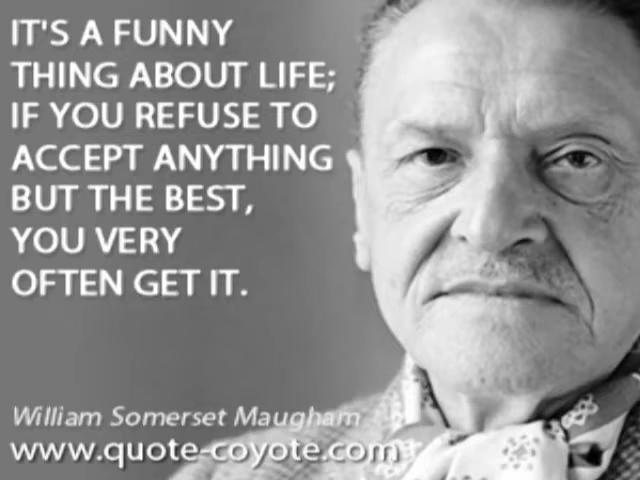 IT'S A FUNNY
THING ABOUT LIFE;
IF YOU REFUSE TO
ACCEPT ANYTHING
BUT THE BEST,
YOU VERY
OFTEN GET IT.
William Somerset Maugham
www.quote-coyote.com